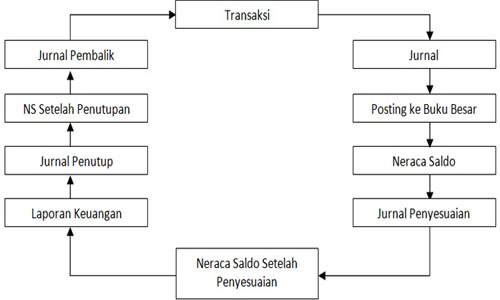 Transaksi
Jurnal Pembalik
Jurnal
NS Setelah Penutupan
Posting ke Buku Besar
Jurnal Penutup
Neraca Saldo
Laporan Keuangan
Jurnal Penyesuaian
Neraca Saldo Setelah
Penyesuaian